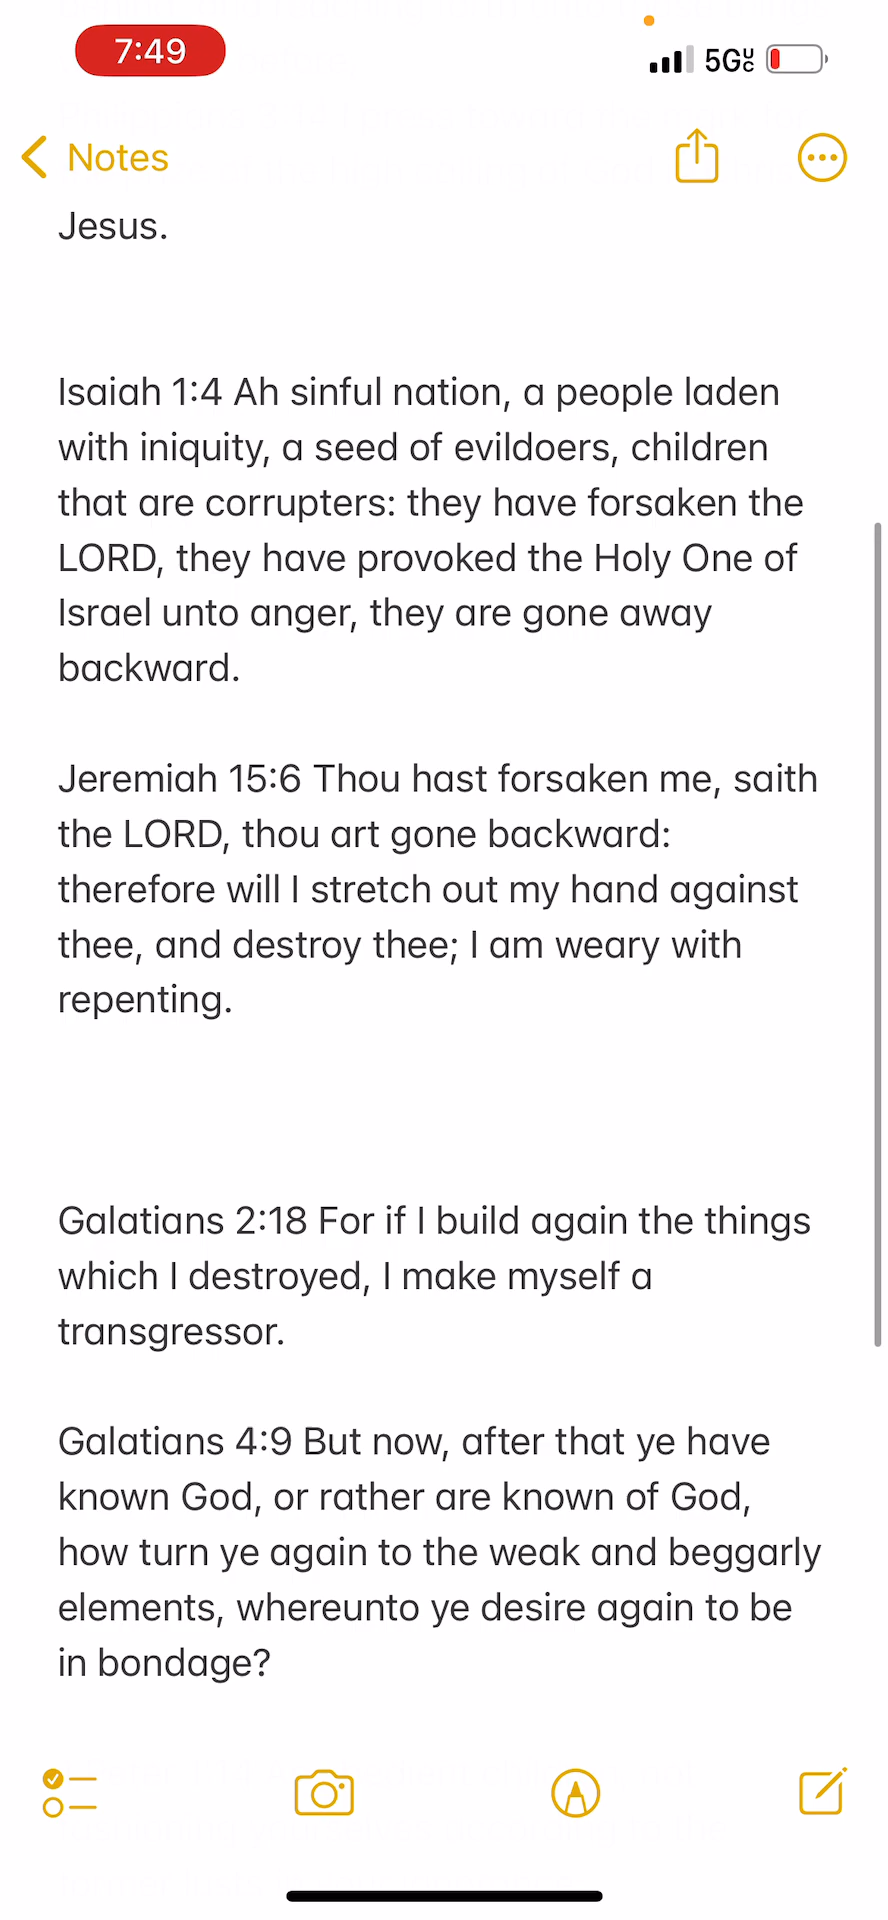 7:49
5GUC
Notes
Jesus.
Isaiah 1:4 Ah sinful nation, a people laden
with iniquity, a seed of evildoers, children
that are corrupters: they have forsaken the
LORD, they have provoked the Holy One of
Israel unto anger, they are gone away
backward.
Jeremiah 15:6 Thou hast forsaken me, saith
the LORD, thou art gone backward:
therefore will I stretch out my hand against
thee, and destroy thee; I am weary with
repenting.
Galatians 2:18 For if I build again the things
which I destroyed, I make myself a
transgressor.
Galatians 4:9 But now, after that ye have
known God, or rather are known of God,
how turn ye again to the weak and beggarly
elements, whereunto ye desire again to be
in bondage?